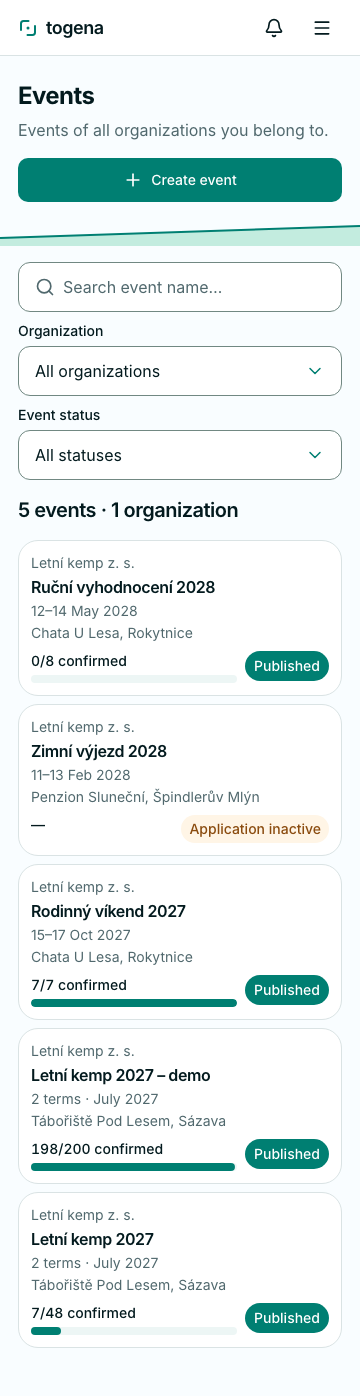 togena
Events
Events of all organizations you belong to.
Create event
Search event name...
Organization
All organizations
Event status
All statuses
5 events · 1 organization
Letní kemp z. s.
Ruční vyhodnocení 2028
12–14 May 2028
Chata U Lesa, Rokytnice
0/8 confirmed
Published
Letní kemp z. s.
Zimní výjezd 2028
11–13 Feb 2028
Penzion Sluneční, Špindlerův Mlýn
—
Application inactive
Letní kemp z. s.
Rodinný víkend 2027
15–17 Oct 2027
Chata U Lesa, Rokytnice
7/7 confirmed
Published
Letní kemp z. s.
Letní kemp 2027 – demo
2 terms · July 2027
Tábořiště Pod Lesem, Sázava
198/200 confirmed
Published
Letní kemp z. s.
Letní kemp 2027
2 terms · July 2027
Tábořiště Pod Lesem, Sázava
7/48 confirmed
Published